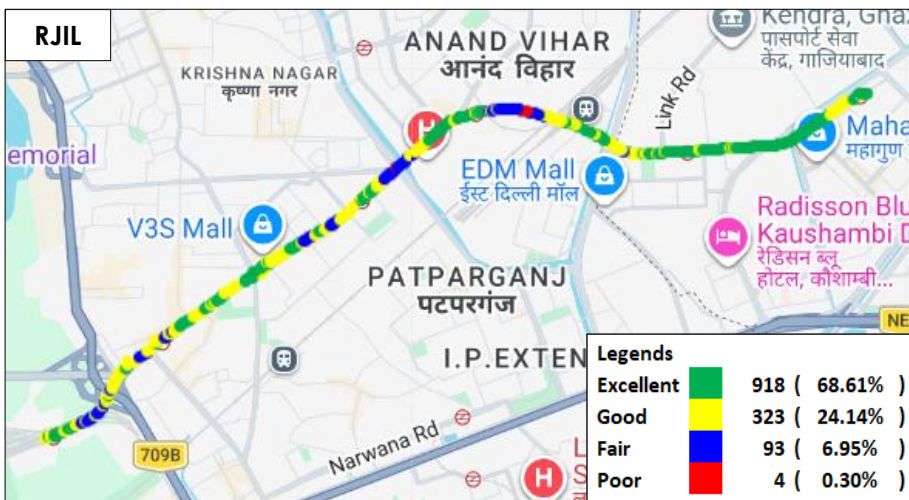 RJIL
Kendra, Ghaz
पासपोर्ट सेवा
केंद्र, गाजियाबाद
ANAND VIHAR
आनंद विहार
KRISHNA NAGAR
कृष्णा नगर
Link Rd
H
Maha
महागुण
emorial
EDM Mall
ईस्ट दिल्ली मॉल
V3S Mall
Radisson Blu
Kaushambi D
रेडिसन ब्लू
होटल, कौशाम्बी...
PATPARGANJ
पटपरगंज
NE
I.P.EXTEN
Narwana Rd
709B
H
L
S
Legends
Excellent 918 ( 68.61% )
Good 323 ( 24.14% )
Fair 93 ( 6.95% )
Poor 4 ( 0.30% )